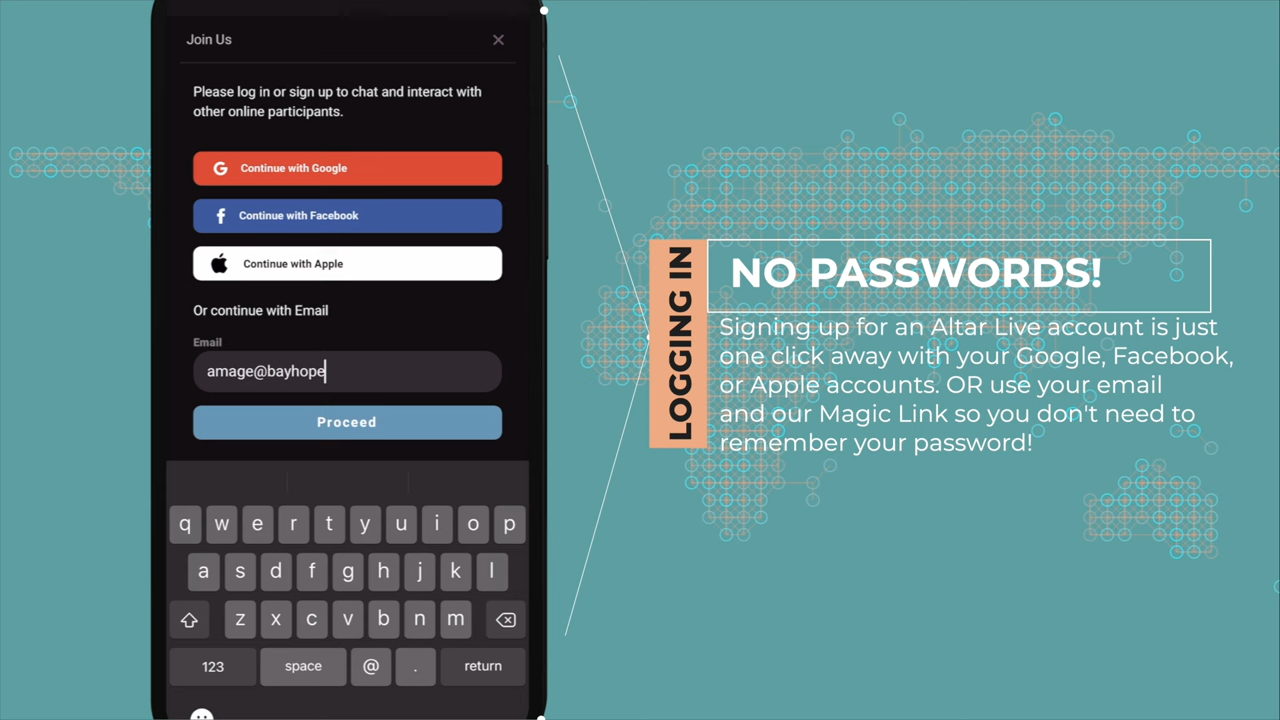 Join Us
Please log in or sign up to chat and interact with
other online participants.
Continue with Google
Continue with Facebook
Continue with Apple
Or continue with Email
Email
amage@bayhope
Proceed
q w e r t y u i o p
a s d f g h j k l
z x c v b n m
123 space @ . return
LOGGING IN
NO PASSWORDS!
Signing up for an Altar Live account is just
one click away with your Google, Facebook,
or Apple accounts. OR use your email
and our Magic Link so you don't need to
remember your password!